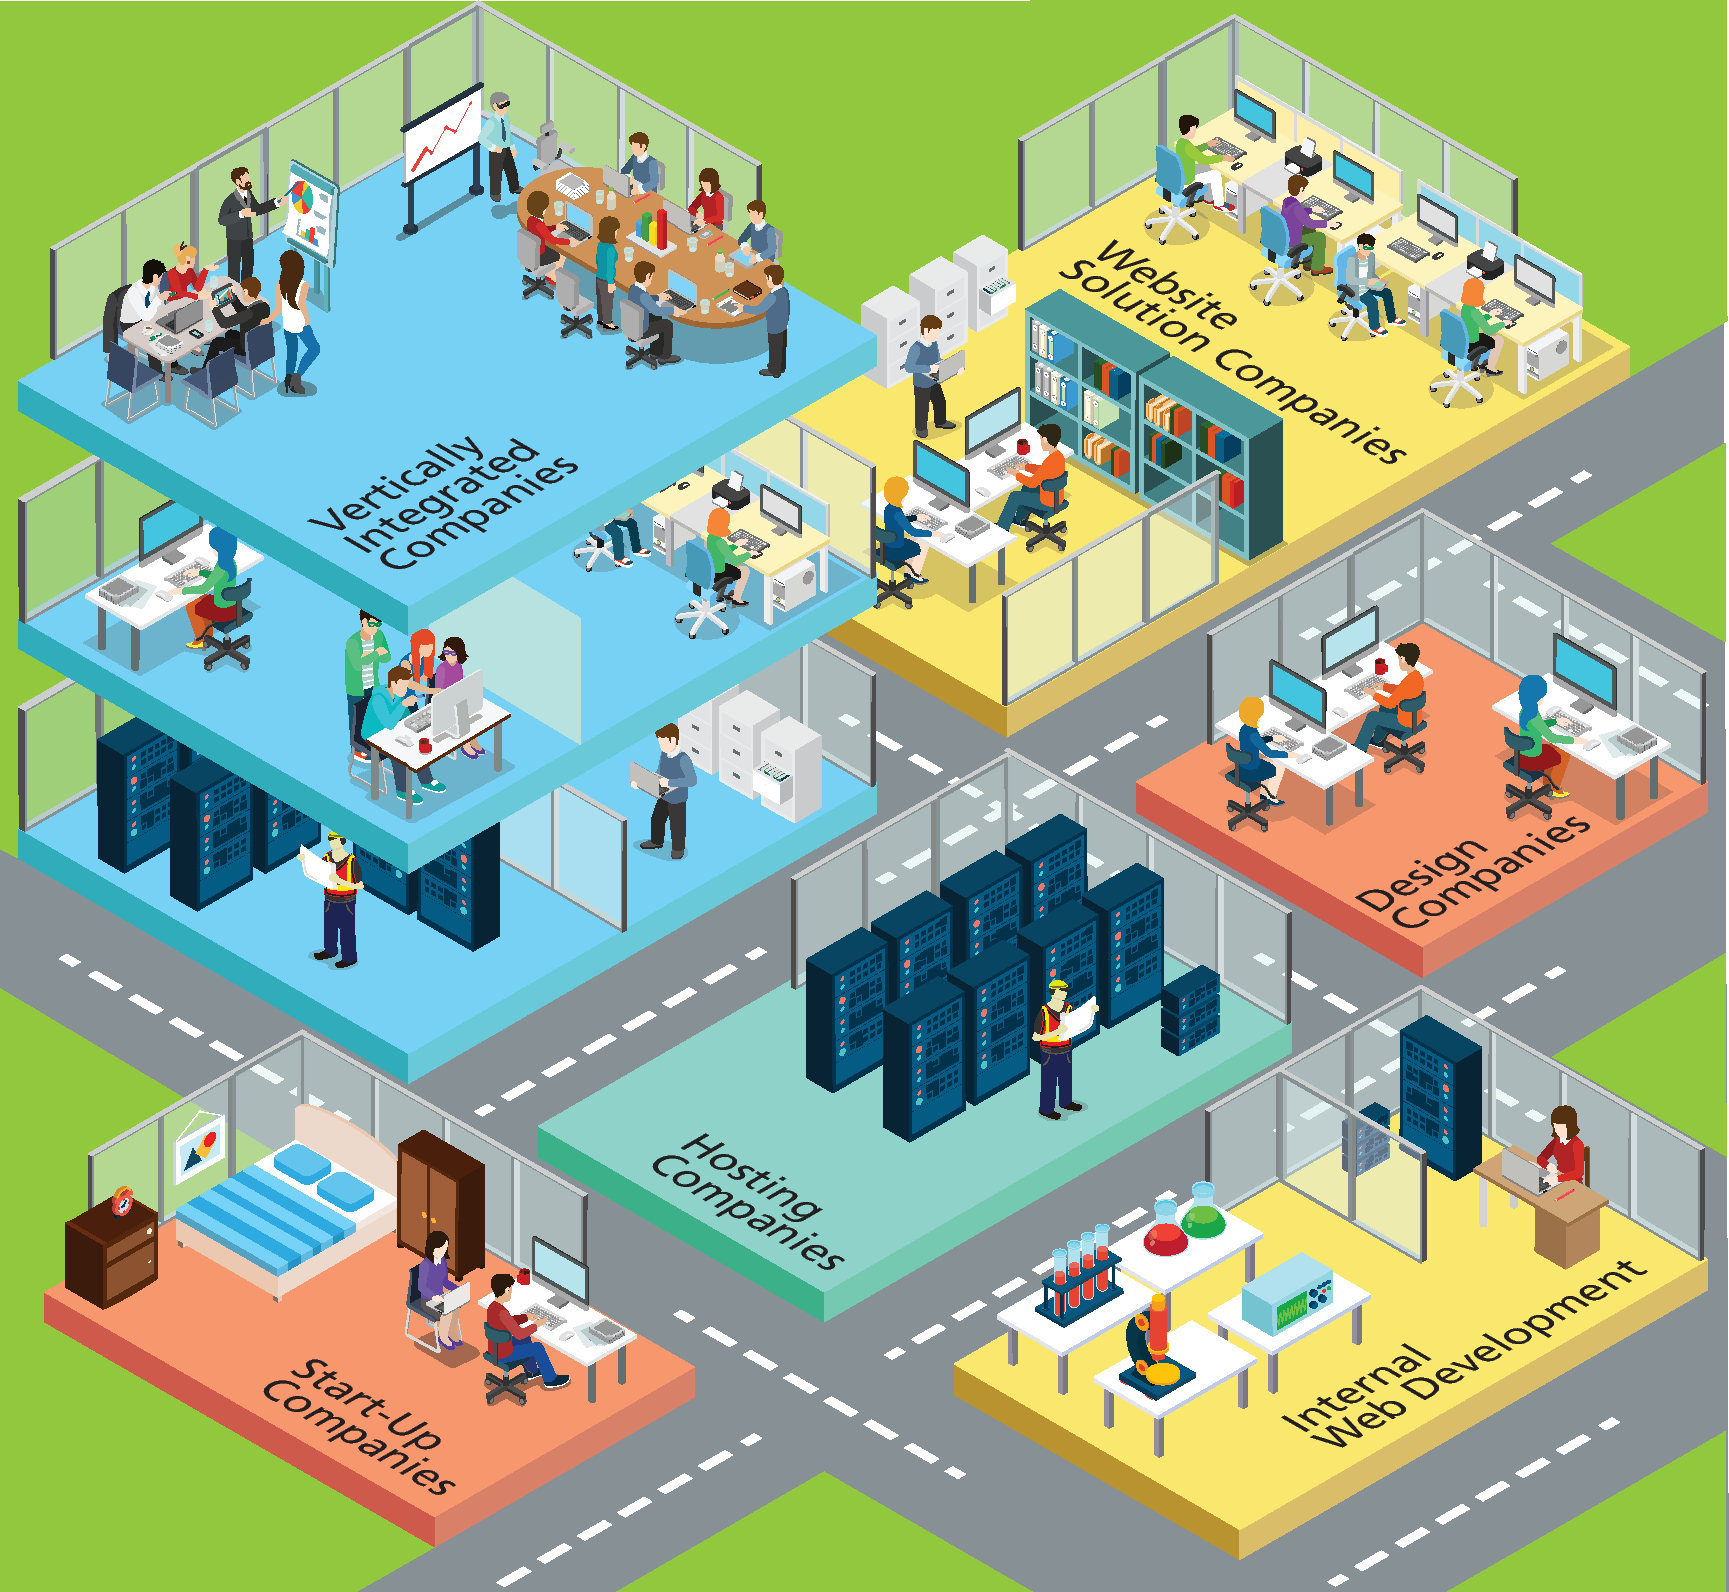 Vertically
Integrated
Companies
Website
Solution Companies
Design
Companies
Hosting
Companies
Start-Up
Companies
Internal
Web Development